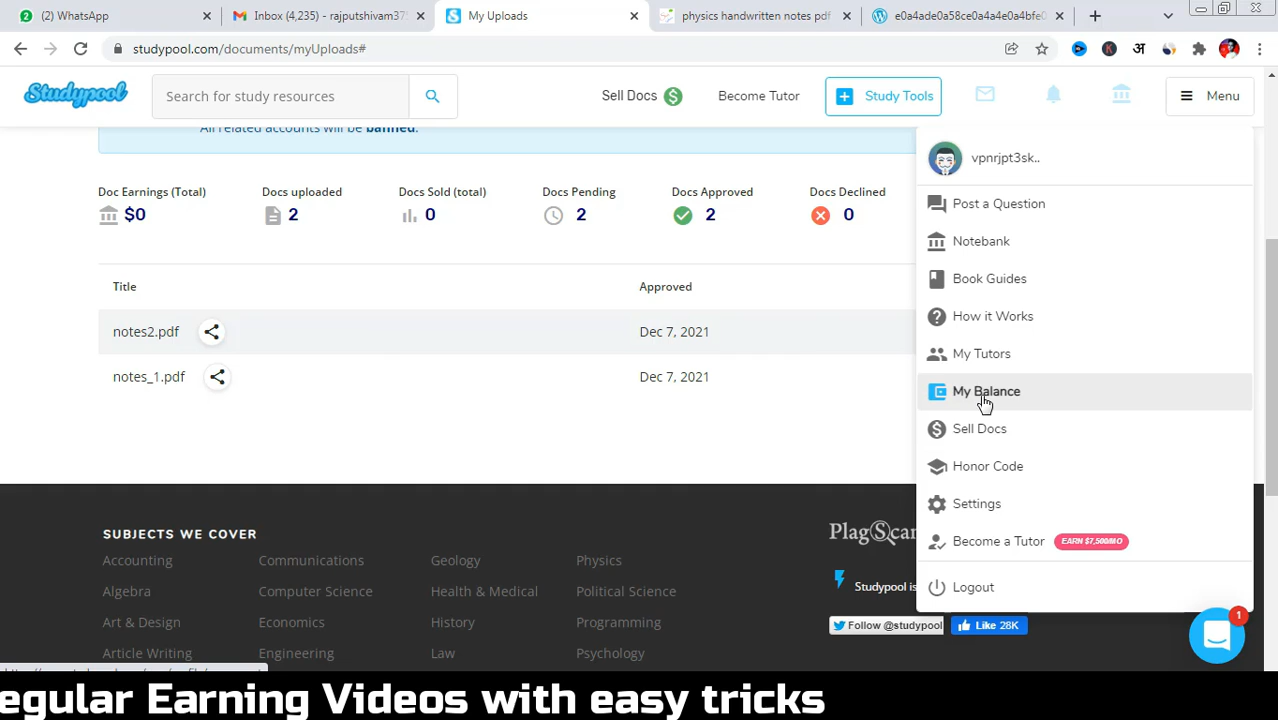 WhatsApp
Inbox (4,235) - rajputshivam375
My Uploads
physics handwritten notes pdf
e0a4ade0a58ce0a4a4e0a4bfe0
studypool.com/documents/myUploads#
अ
Studypool
Search for study resources
Sell Docs
Become Tutor
Study Tools
Menu
All related accounts will be banned.
vpnrjpt3sk..
Doc Earnings (Total)
Docs uploaded
Docs Sold (total)
Docs Pending
Docs Approved
Docs Declined
$0
2
0
2
2
0
Post a Question
Notebank
Book Guides
How it Works
My Tutors
My Balance
Sell Docs
Honor Code
Settings
Become a Tutor
EARN $7,500/MO
Logout
Title
Approved
notes2.pdf
Dec 7, 2021
notes_1.pdf
Dec 7, 2021
SUBJECTS WE COVER
PlagSca
Accounting
Communications
Geology
Physics
Algebra
Computer Science
Health & Medical
Political Science
Studypool is
Art & Design
Economics
History
Programming
Follow @studypool
Like 28K
Article Writing
Engineering
Law
Psychology
1
egular Earning Videos with easy tricks